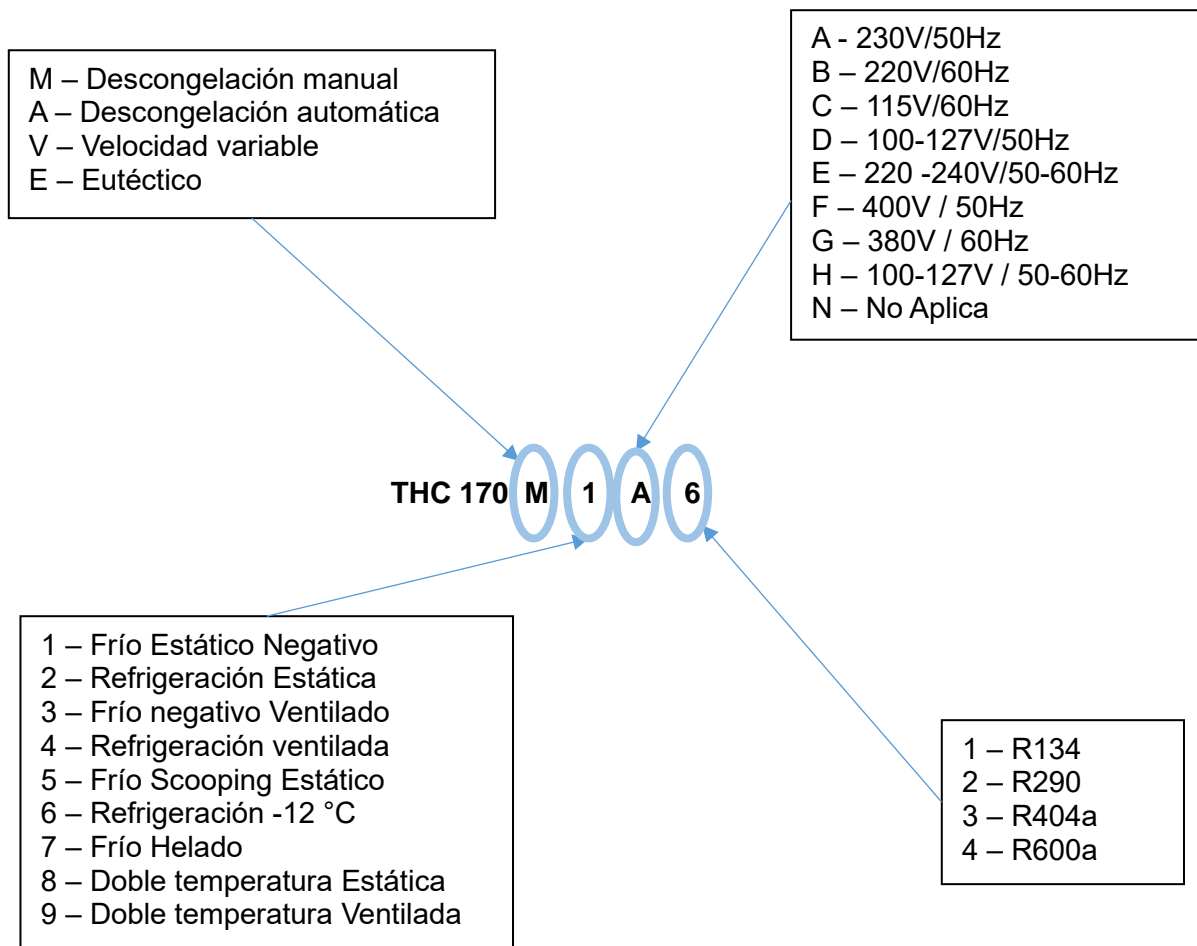 M – Descongelación manual
A – Descongelación automática
V – Velocidad variable
E – Eutéctico
A - 230V/50Hz
B – 220V/60Hz
C – 115V/60Hz
D – 100-127V/50Hz
E – 220 -240V/50-60Hz
F – 400V / 50Hz
G – 380V / 60Hz
H – 100-127V / 50-60Hz
N – No Aplica
THC 170 M 1 A 6
1 – Frío Estático Negativo
2 – Refrigeración Estática
3 – Frío negativo Ventilado
4 – Refrigeración ventilada
5 – Frío Scooping Estático
6 – Refrigeración -12 °C
7 – Frío Helado
8 – Doble temperatura Estática
9 – Doble temperatura Ventilada
1 – R134
2 – R290
3 – R404a
4 – R600a